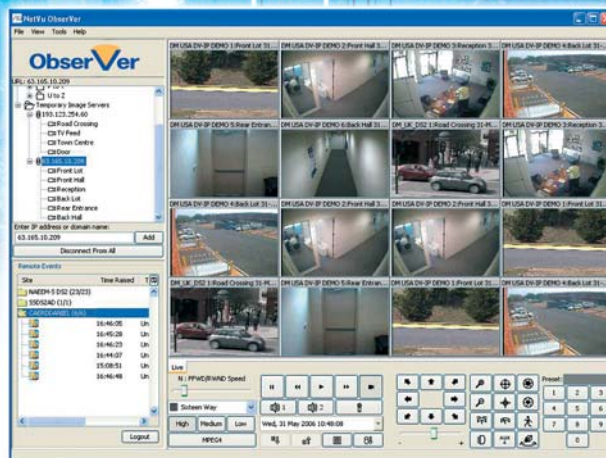 NetVu ObserVer
File View Tools Help
ObserVer
URL: 63.165.10.209
U to Z
Temporary Image Servers
193.123.254.60
Road Crossing
TV Feed
Town Centre
Door
63.165.10.209
Front Lot
Front Hall
Reception
Back Lot
Rear Entrance
Back Hall
Enter IP address or domain name:
63.165.10.209 Add
Disconnect From All
Remote Events
Site Time Raised T
NAEEM-5 DS2 (23/23)
SSDS2AD (1/1)
CAERDDANIEL (6/6)
16:46:05 Un
16:45:28 Un
16:46:23 Un
16:44:07 Un
15:08:51 Un
16:46:48 Un
Logout
DM USA DV-IP DEMO 1:Front Lot 31... DM USA DV-IP DEMO 2:Front Hall 3... DM USA DV-IP DEMO 3:Reception 3... DM USA DV-IP DEMO 4:Back Lot 31-...
DM USA DV-IP DEMO 5:Rear Entran... DM USA DV-IP DEMO 6:Back Hall 31... DM_UK_DS2 1:Road Crossing 31-M... DM USA DV-IP DEMO 3:Reception 3...
DM USA DV-IP DEMO 4:Back Lot 31-... DM USA DV-IP DEMO 2:Front Hall 3... DM USA DV-IP DEMO 2:Front Hall 3... DM USA DV-IP DEMO 1:Front Lot 31...
DM_UK_DS2 1:Road Crossing 31-M... DM USA DV-IP DEMO 5:Rear Entran... DM USA DV-IP DEMO 1:Front Lot 31... DM USA DV-IP DEMO 4:Back Lot 31-...
Live
N : FFWD/RWND Speed
Sixteen Way
1 2
High Medium Low Wed, 31 May 2006 10:48:08
MPEG4
- +
AUX
Preset:
1 2 3
4 5 6
7 8 9
0